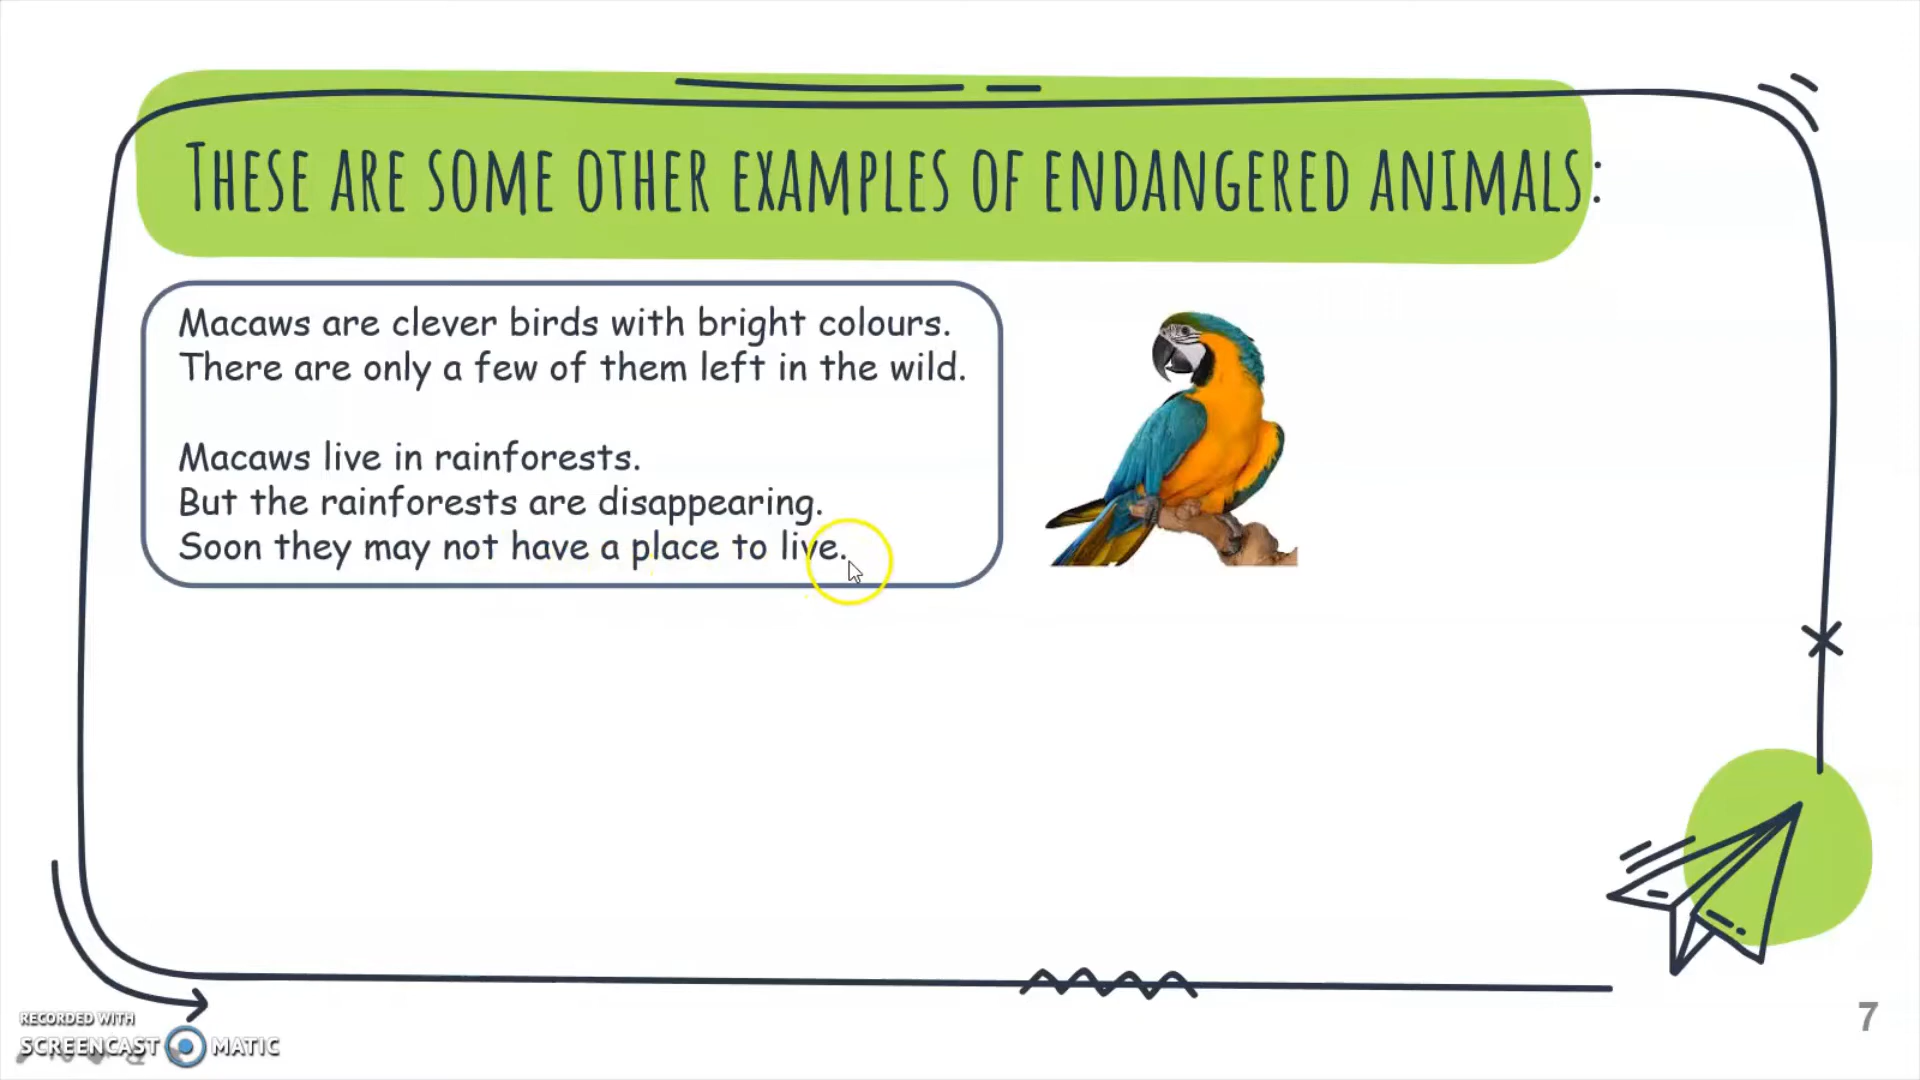 These are some other examples of endangered animals:
Macaws are clever birds with bright colours.
There are only a few of them left in the wild.
Macaws live in rainforests.
But the rainforests are disappearing.
Soon they may not have a place to live.
RECORDED WITH
SCREENCAST MATIC
7